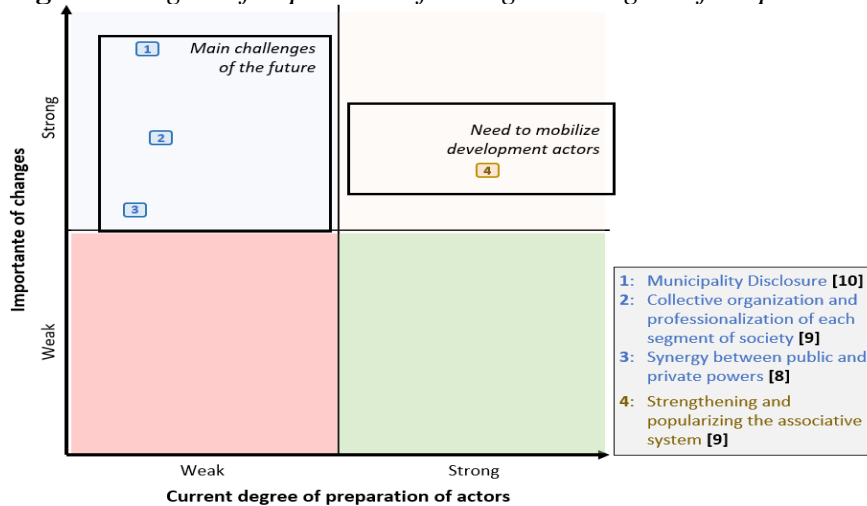 1
Main challenges
of the future
2
3
Need to mobilize
development actors
4
Importante of changes
Strong
Weak
Weak
Strong
Current degree of preparation of actors
1: Municipality Disclosure [10]
2: Collective organization and
professionalization of each
segment of society [9]
3: Synergy between public and
private powers [8]
4: Strengthening and
popularizing the associative
system [9]